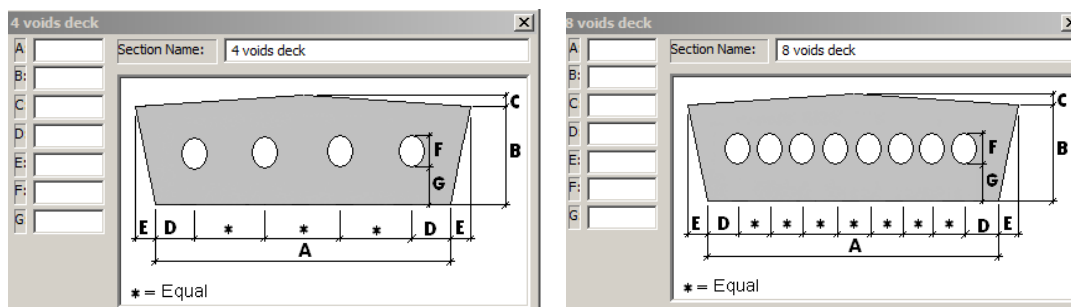 4 voids deck
A
Section Name: 4 voids deck
B:
C
D
E:
F:
G
C
B
F
G
E D * * * D E
A
* = Equal
8 voids deck
A
Section Name: 8 voids deck
B:
C
D
E:
F:
G
C
B
F
G
E D * * * * * * * D E
A
* = Equal